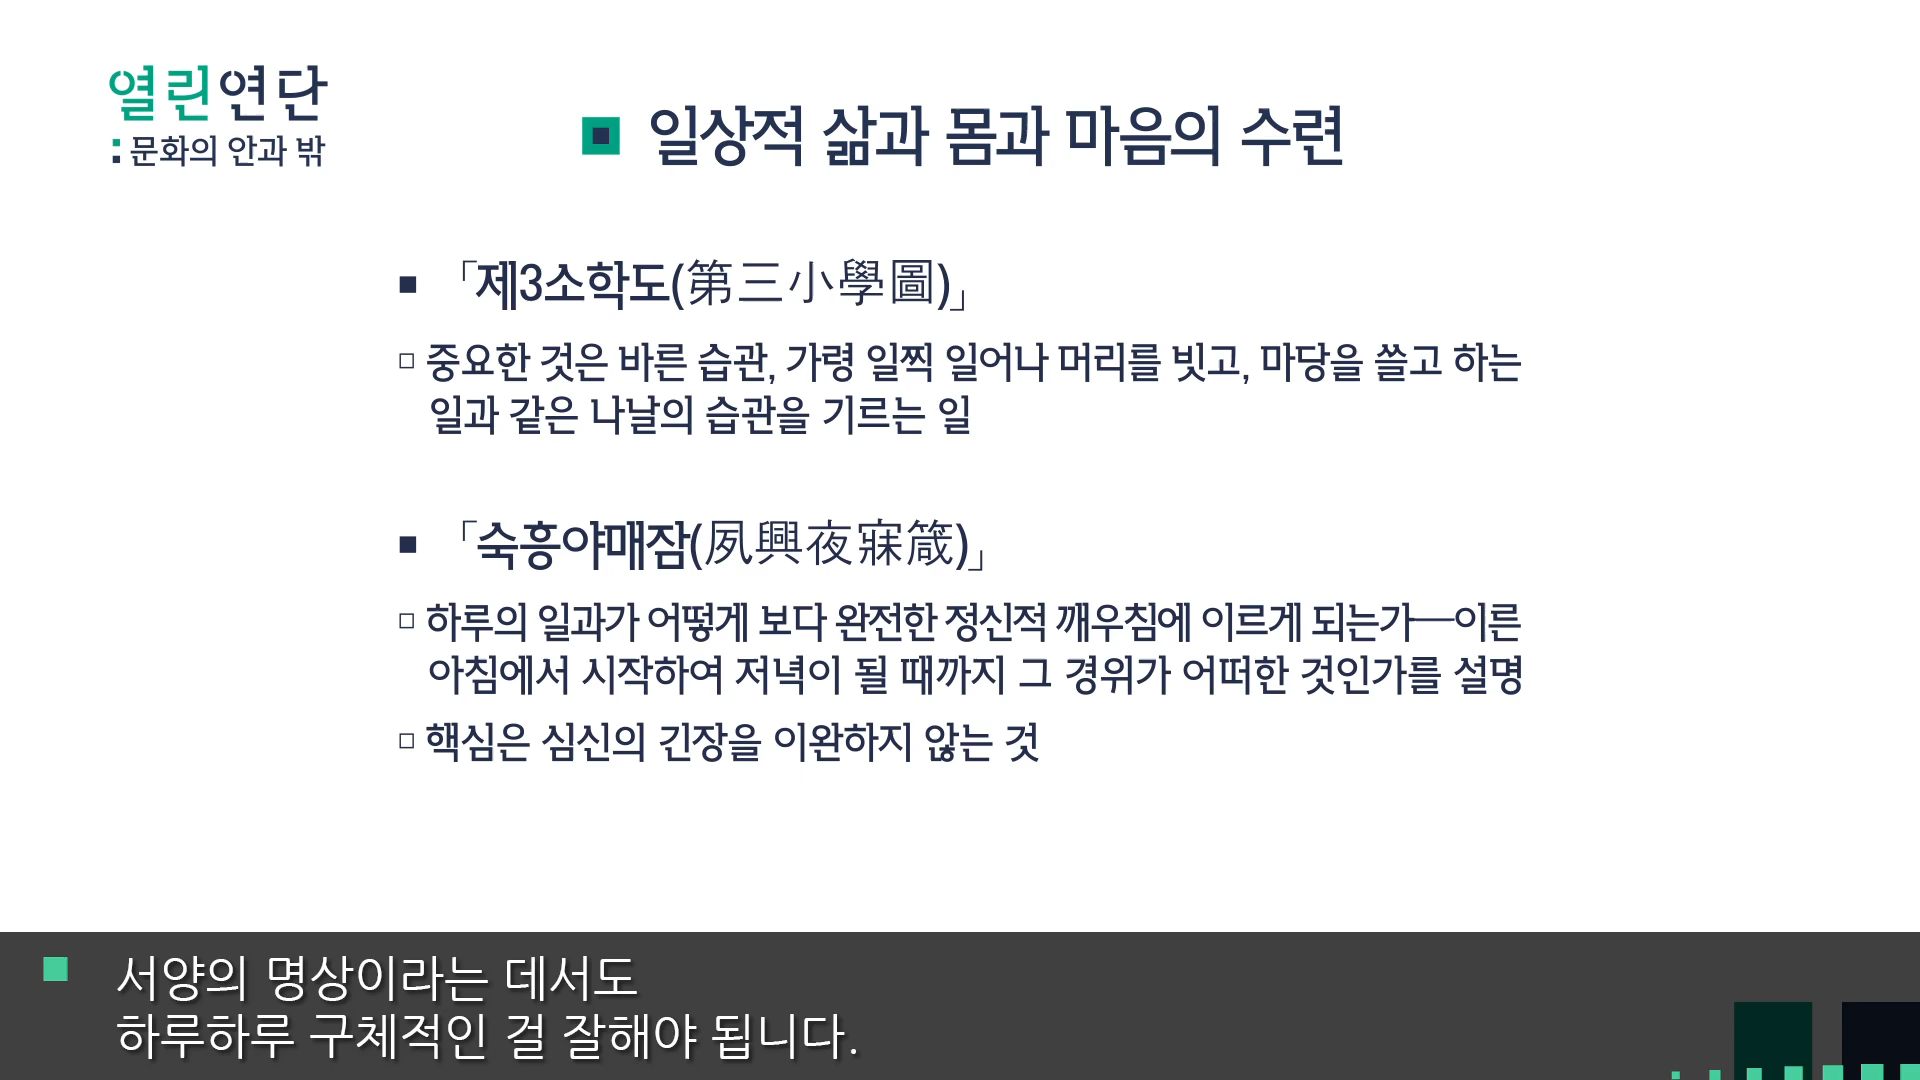 열린연단
:문화의 안과 밖
일상적 삶과 몸과 마음의 수련
「제3소학도(第三小學圖)」
중요한 것은 바른 습관, 가령 일찍 일어나 머리를 빗고, 마당을 쓸고 하는
일과 같은 나날의 습관을 기르는 일
「숙흥야매잠(夙興夜寐箴)」
하루의 일과가 어떻게 보다 완전한 정신적 깨우침에 이르게 되는가—이른
아침에서 시작하여 저녁이 될 때까지 그 경위가 어떠한 것인가를 설명
핵심은 심신의 긴장을 이완하지 않는 것
서양의 명상이라는 데서도
하루하루 구체적인 걸 잘해야 됩니다.